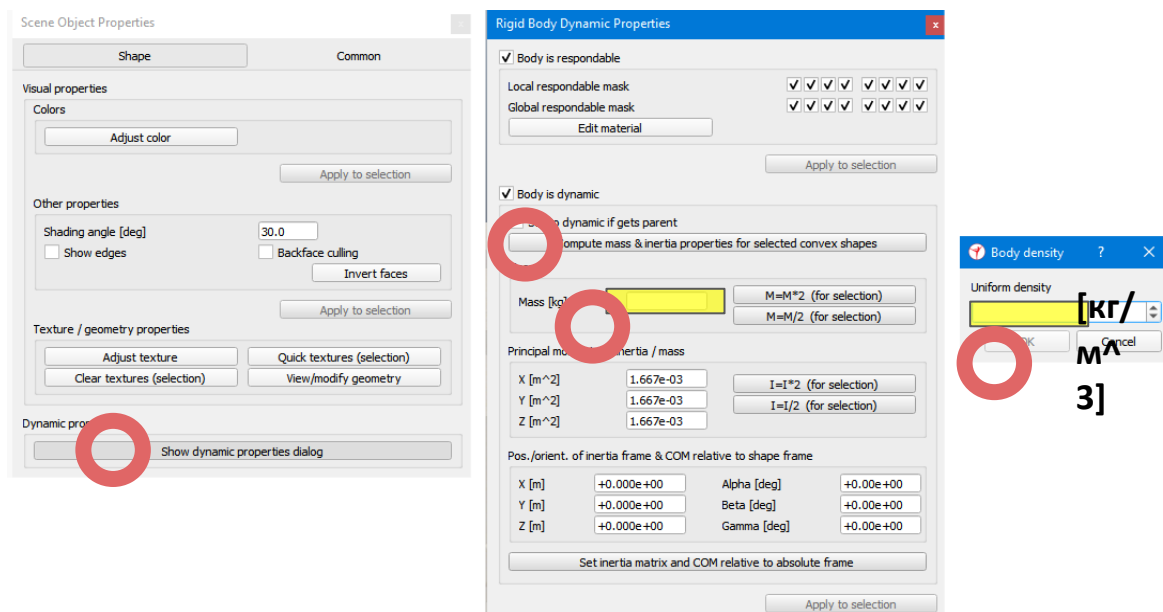 Scene Object Properties
x
Shape
Common
Visual properties
Colors
Adjust color
Apply to selection
Other properties
Shading angle [deg]
30.0
Show edges
Backface culling
Invert faces
Apply to selection
Texture / geometry properties
Adjust texture
Quick textures (selection)
Clear textures (selection)
View/modify geometry
Dynamic
Show dynamic properties dialog
Rigid Body Dynamic Properties
x
Body is respondable
Local respondable mask
Global respondable mask
Edit material
Apply to selection
Body is dynamic
dynamic if gets parent
mass & inertia properties for selected convex shapes
Mass [kg]
M=M*2 (for selection)
M=M/2 (for selection)
Principal inertia / mass
X [m^2]
1.667e-03
I=I*2 (for selection)
Y [m^2]
1.667e-03
I=I/2 (for selection)
Z [m^2]
1.667e-03
Pos./orient. of inertia frame & COM relative to shape frame
X [m]
+0.000e+00
Alpha [deg]
+0.00e+00
Y [m]
+0.000e+00
Beta [deg]
+0.00e+00
Z [m]
+0.000e+00
Gamma [deg]
+0.00e+00
Set inertia matrix and COM relative to absolute frame
Apply to selection
Body density
?
Uniform density
[кг/
м^
3]
Cancel